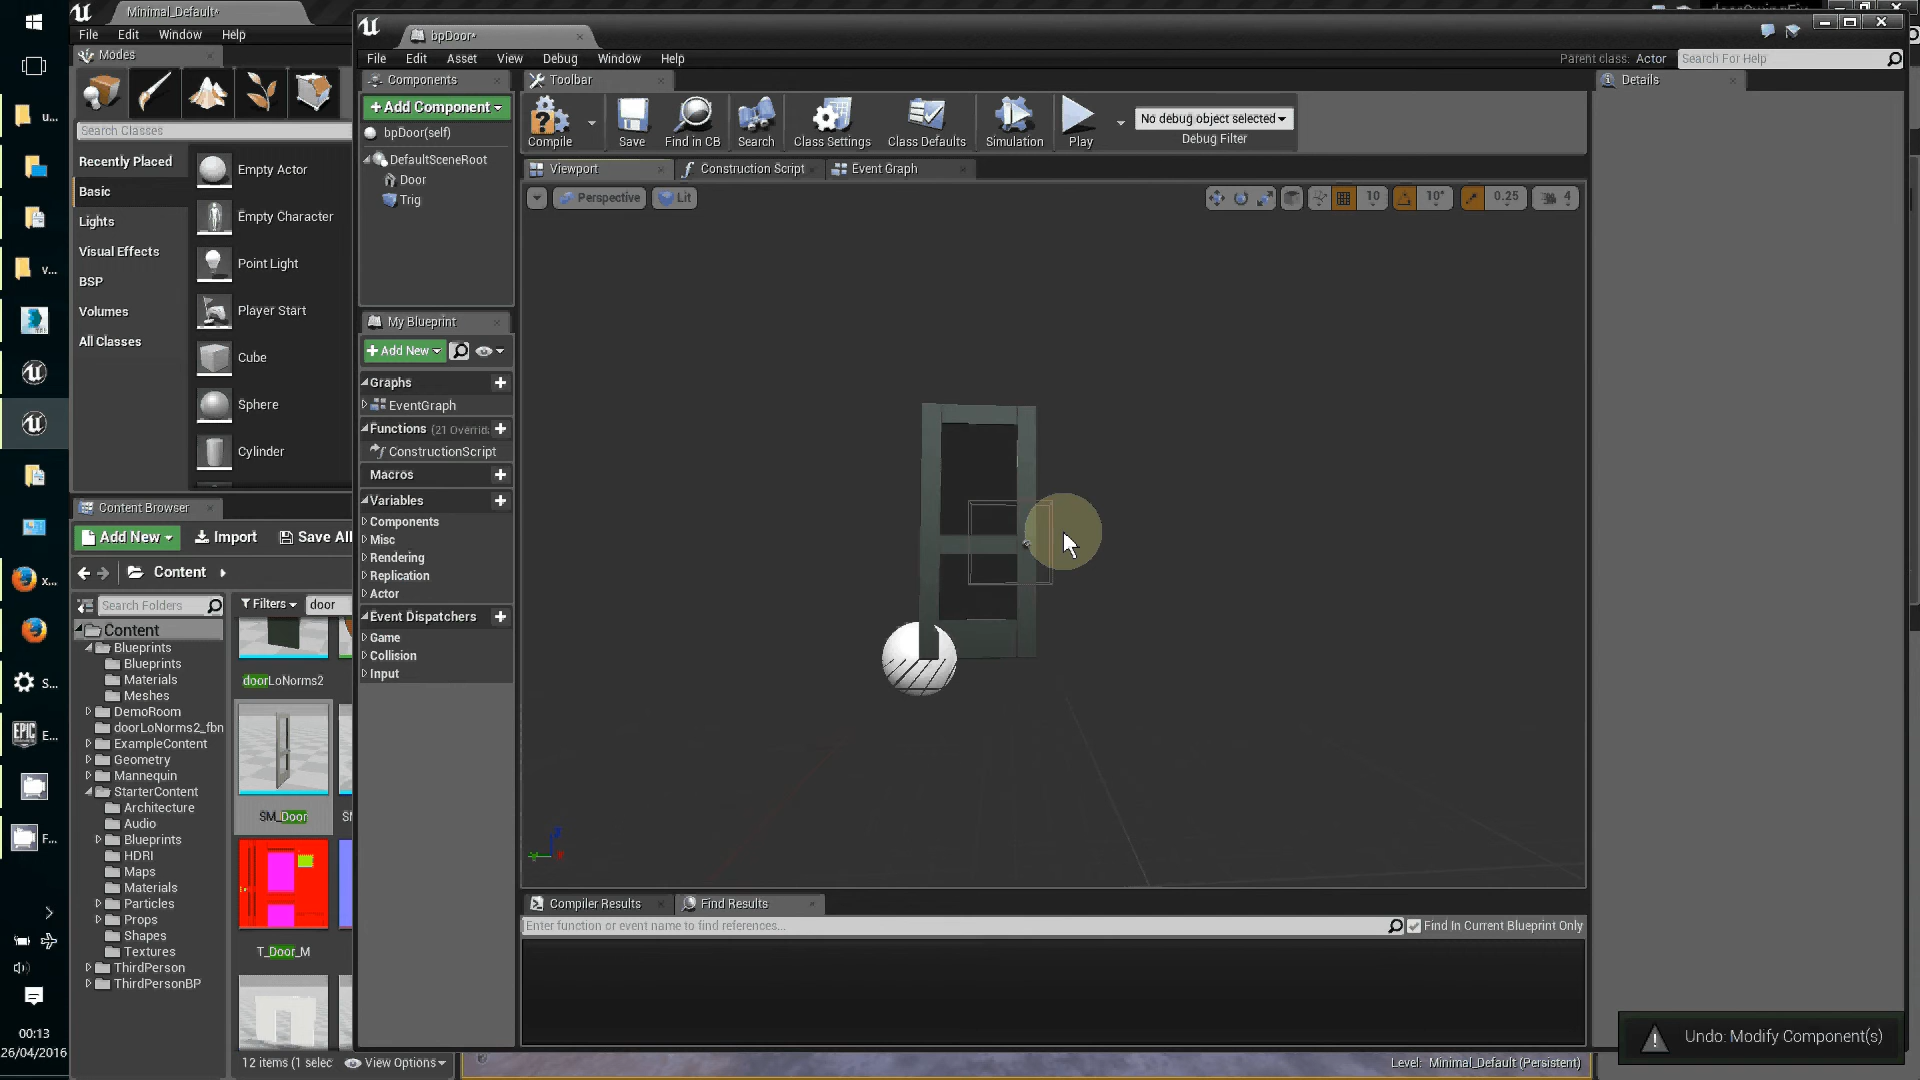 Minimal_Default*
File Edit Window Help
Modes
Search Classes
Recently Placed
Basic
Lights
Visual Effects
BSP
Volumes
All Classes
Empty Actor
Empty Character
Point Light
Player Start
Cube
Sphere
Cylinder
Content Browser
Add New
Import
Save All
Content
Search Folders
Filters
door
Content
Blueprints
Blueprints
Materials
Meshes
DemoRoom
doorLoNorms2_fbn
ExampleContent
Geometry
Mannequin
StarterContent
Architecture
Audio
Blueprints
HDRI
Maps
Materials
Particles
Props
Shapes
Textures
ThirdPerson
ThirdPersonBP
doorLoNorms2
SM_Door
T_Door_M
12 items (1 selec
View Options
bpDoor*
File Edit Asset View Debug Window Help
Parent class: Actor
Search For Help
Components
+ Add Component
bpDoor(self)
DefaultSceneRoot
Door
Trig
My Blueprint
+ Add New
Graphs
EventGraph
Functions (21 Overrid
ConstructionScript
Macros
Variables
Components
Misc
Rendering
Replication
Actor
Event Dispatchers
Game
Collision
Input
Toolbar
Compile
Save
Find in CB
Search
Class Settings
Class Defaults
Simulation
Play
No debug object selected
Debug Filter
Viewport
Construction Script
Event Graph
Perspective
Lit
10
10°
0.25
4
Compiler Results
Find Results
Enter function or event name to find references...
Find In Current Blueprint Only
Details
Undo: Modify Component(s)
Level: Minimal_Default (Persistent)
u...
v...
x...
S...
EPIC
E...
F...
00:13
26/04/2016